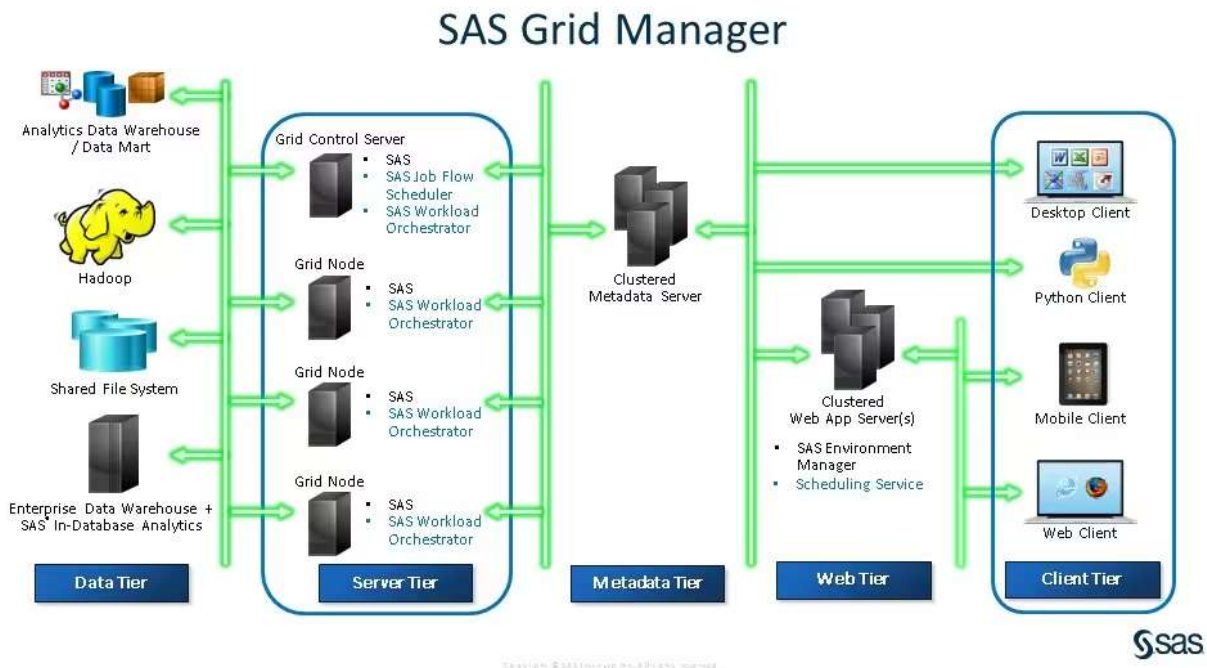 SAS Grid Manager
Analytics Data Warehouse
/ Data Mart
Hadoop
Shared File System
Enterprise Data Warehouse +
SAS® In-Database Analytics
Data Tier
Grid Control Server
▪ SAS
▪ SAS Job Flow
Scheduler
▪ SAS Workload
Orchestrator
Grid Node
▪ SAS
▪ SAS Workload
Orchestrator
Grid Node
▪ SAS
▪ SAS Workload
Orchestrator
Grid Node
▪ SAS
▪ SAS Workload
Orchestrator
Server Tier
Clustered
Metadata Server
Metadata Tier
Clustered
Web App Server(s)
▪ SAS Environment
Manager
▪ Scheduling Service
Web Tier
Desktop Client
Python Client
Mobile Client
Web Client
Client Tier
sas